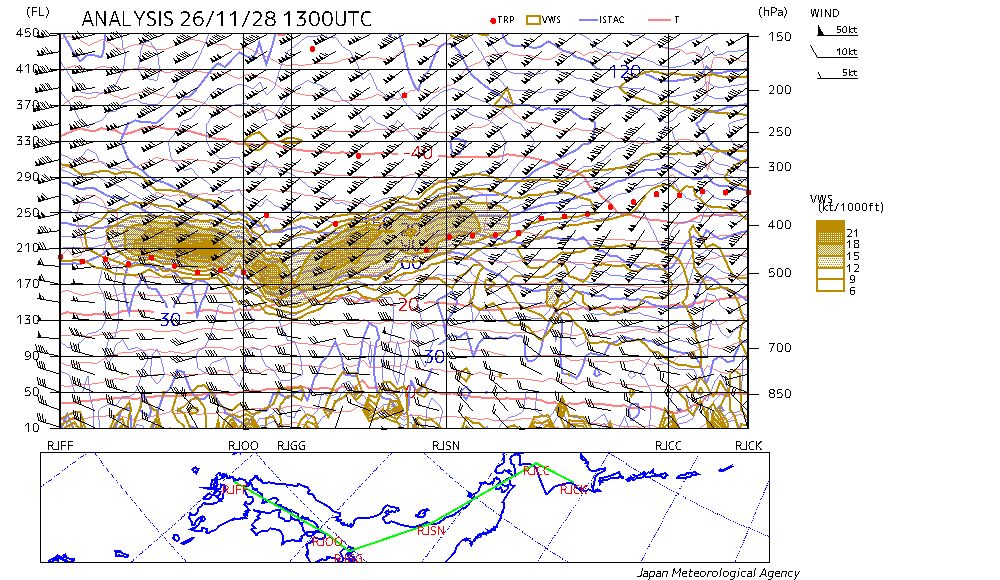 (FL) ANALYSIS 26/11/28 1300UTC TRP VWS ISTAC T (hPa) WIND
450 150 50kt
410 120 10kt
370 200 5kt
330 250
290 -40 300
250 400 VWS
(kt/1000ft)
210 21
18
60 500 15
170 12
-20 9
130 30 6
90 30 700
50 850
10 0
RJFF RJOO RJGG RJSN RJCC RJCK
RJCC
RJFF RJCK
RJSN
RJOO
RJGG
Japan Meteorological Agency